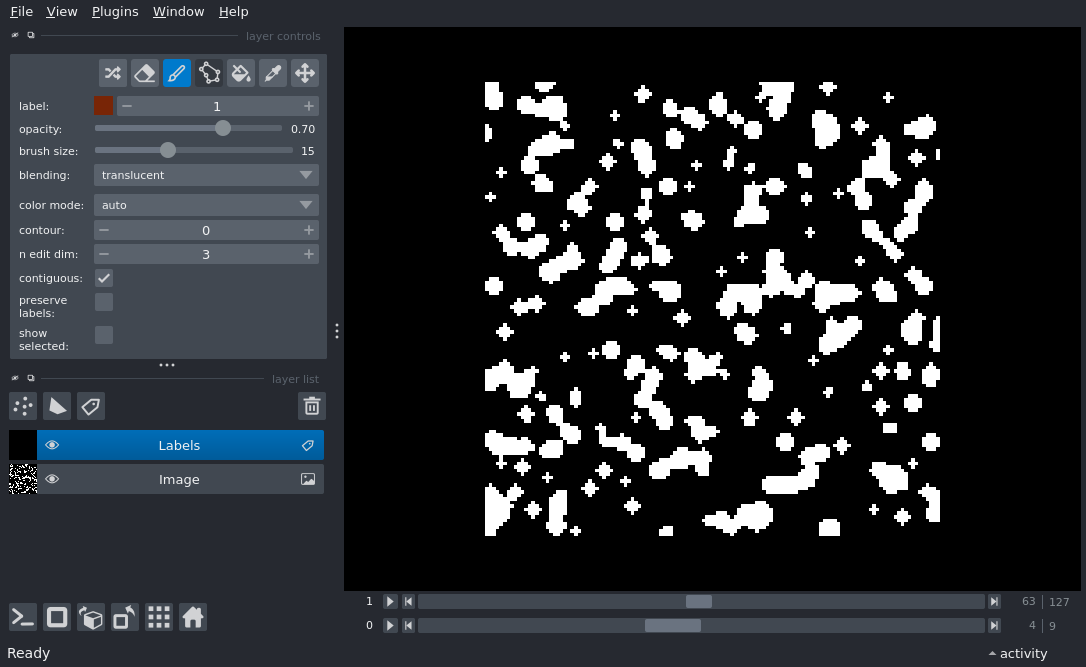 File View Plugins Window Help
layer controls
label: 1
opacity: 0.70
brush size: 15
blending: translucent
color mode: auto
contour: 0
n edit dim: 3
contiguous:
preserve
labels:
show
selected:
layer list
Labels
Image
1 63 127
0 4 9
Ready activity